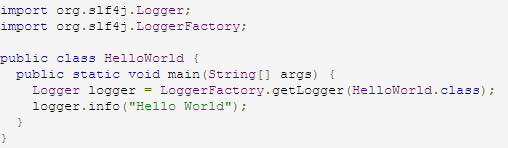 import org.slf4j.Logger;
import org.slf4j.LoggerFactory;

public class HelloWorld {
  public static void main(String[] args) {
    Logger logger = LoggerFactory.getLogger(HelloWorld.class);
    logger.info("Hello World");
  }
}